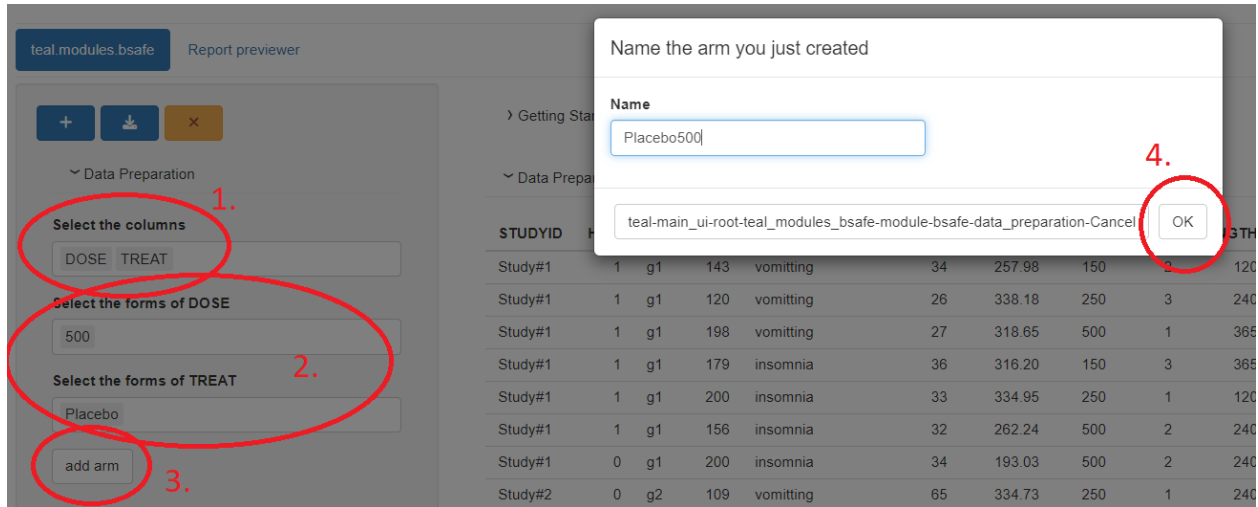 teal.modules.bsafe Report previewer
Name the arm you just created
Name
Placebo500
4.
teal-main_ui-root-teal_modules_bsafe-module-bsafe-data_preparation-Cancel OK
+ ×
Data Preparation
1.
Select the columns
DOSE TREAT
Select the forms of DOSE
500
2.
Select the forms of TREAT
Placebo
add arm
3.
Getting Star
Data Prepa
STUDYID H GTH
Study#1 1 g1 143 vomitting 34 257.98 150 2 120
Study#1 1 g1 120 vomitting 26 338.18 250 3 240
Study#1 1 g1 198 vomitting 27 318.65 500 1 365
Study#1 1 g1 179 insomnia 36 316.20 150 3 365
Study#1 1 g1 200 insomnia 33 334.95 250 1 120
Study#1 1 g1 156 insomnia 32 262.24 500 2 240
Study#1 0 g1 200 insomnia 34 193.03 500 2 240
Study#2 0 g2 109 vomitting 65 334.73 250 1 240